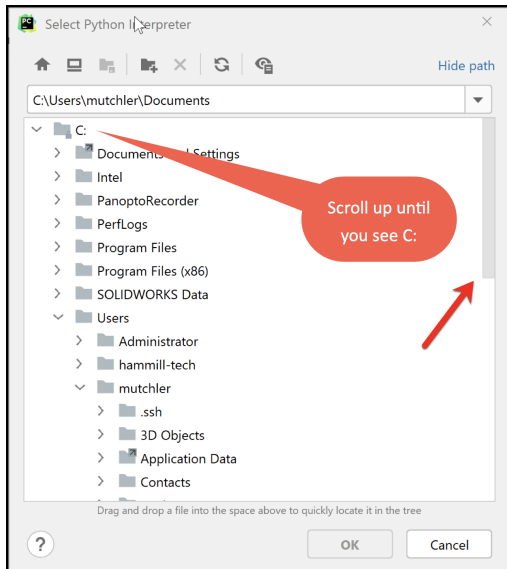 PC
Select Python Interpreter
Hide path
C:\Users\mutchler\Documents
C:
Documents and Settings
Intel
PanoptoRecorder
PerfLogs
Program Files
Program Files (x86)
SOLIDWORKS Data
Users
Administrator
hammill-tech
mutchler
.ssh
3D Objects
Application Data
Contacts
Scroll up until
you see C:
Drag and drop a file into the space above to quickly locate it in the tree
?
OK
Cancel